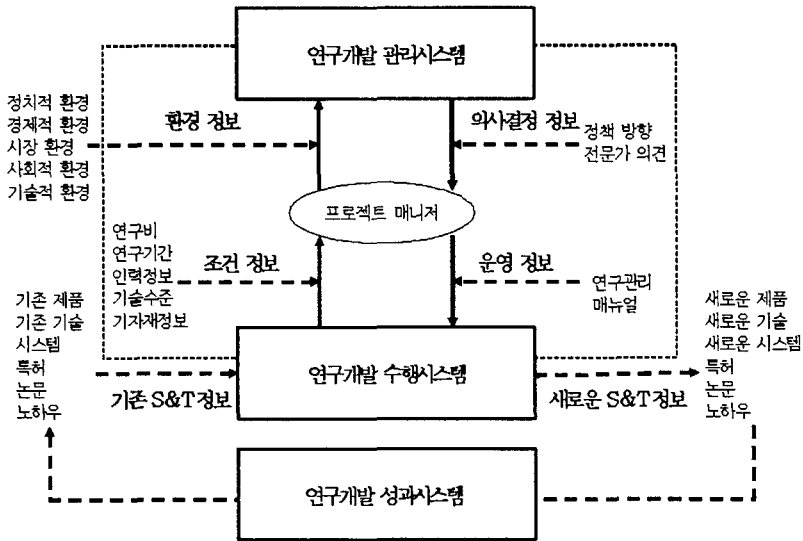 연구개발 관리시스템
정치적 환경
경제적 환경
시장 환경
사회적 환경
기술적 환경
환경 정보
의사결정 정보
정책 방향
전문가 의견
프로젝트 매니저
연구비
연구기간
인력정보
기술수준
기자재정보
조건 정보
운영 정보
연구관리
매뉴얼
기존 제품
기존 기술
시스템
특허
논문
노하우
기존 S&T 정보
연구개발 수행시스템
새로운 S&T 정보
새로운 제품
새로운 기술
새로운 시스템
특허
논문
노하우
연구개발 성과시스템